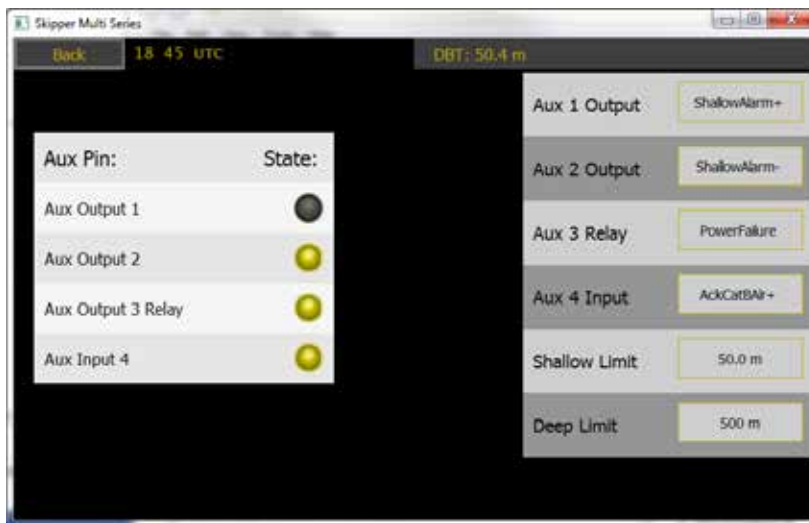 Skipper Multi Series
Back 18 45 UTC DBT: 50.4 m
Aux Pin: State:
Aux Output 1
Aux Output 2
Aux Output 3 Relay
Aux Input 4
Aux 1 Output ShallowAlarm+
Aux 2 Output ShallowAlarm-
Aux 3 Relay PowerFailure
Aux 4 Input AckCatBAlr+
Shallow Limit 50.0 m
Deep Limit 500 m